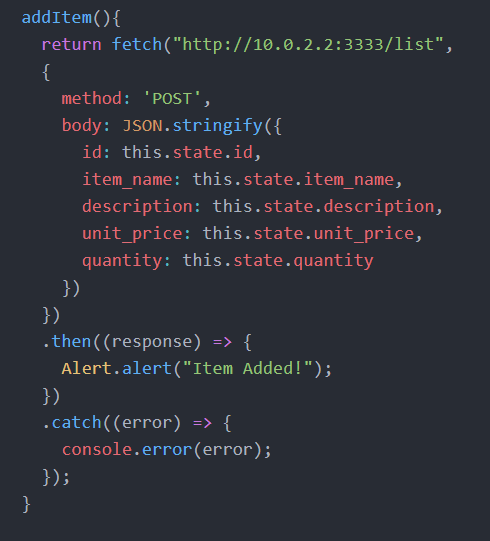 addItem(){
  return fetch("http://10.0.2.2:3333/list",
  {
    method: 'POST',
    body: JSON.stringify({
      id: this.state.id,
      item_name: this.state.item_name,
      description: this.state.description,
      unit_price: this.state.unit_price,
      quantity: this.state.quantity
    })
  })
  .then((response) => {
    Alert.alert("Item Added!");
  })
  .catch((error) => {
    console.error(error);
  });
}